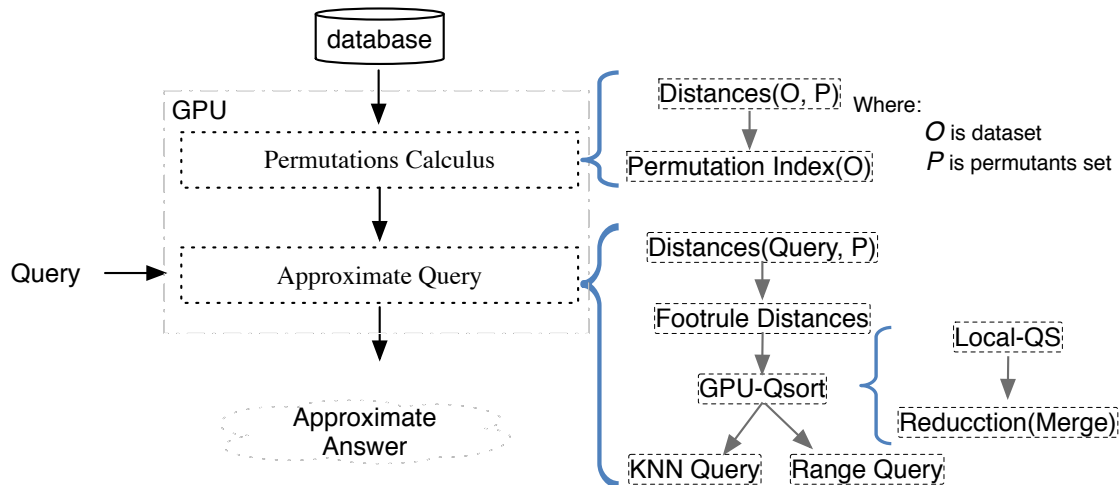 database
GPU
Permutations Calculus
Distances(O, P)
Where:
O is dataset
P is permutants set
Permutation Index(O)
Query
Approximate Query
Distances(Query, P)
Footrule Distances
GPU-Qsort
Local-QS
Reducction(Merge)
KNN Query
Range Query
Approximate
Answer